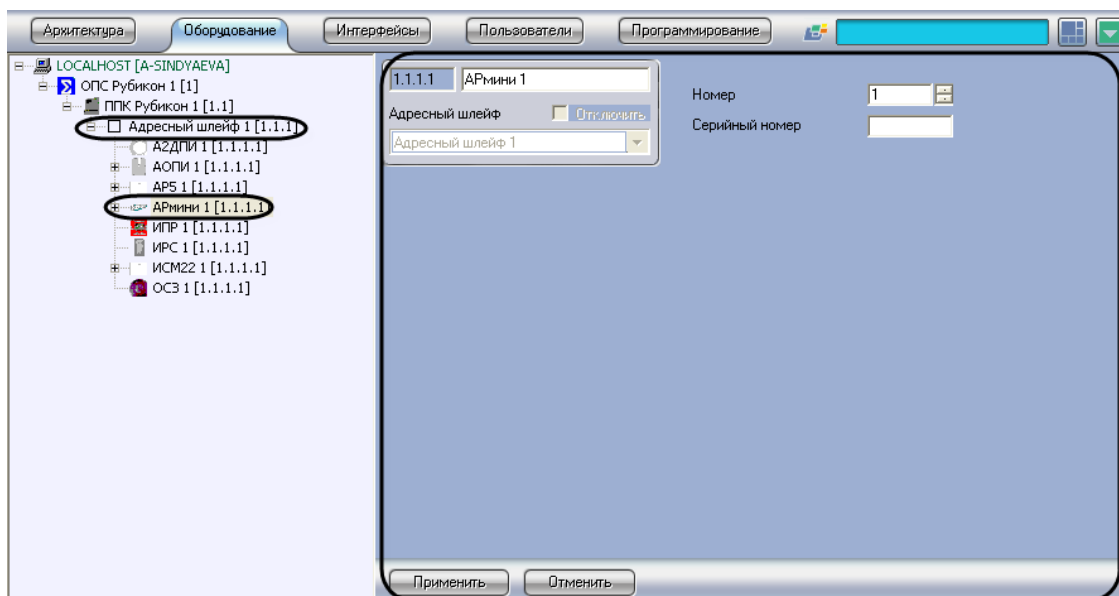 Архитектура Оборудование Интерфейсы Пользователи Программирование
LOCALHOST [A-SINDYAEVA]
ОПС Рубикон 1 [1]
ППК Рубикон 1 [1.1]
Адресный шлейф 1 [1.1.1]
А2ДПИ 1 [1.1.1.1]
АОПИ 1 [1.1.1.1]
АР5 1 [1.1.1.1]
АРмини 1 [1.1.1.1]
ИПР 1 [1.1.1.1]
ИРС 1 [1.1.1.1]
ИСМ22 1 [1.1.1.1]
ОСЗ 1 [1.1.1.1]
1.1.1.1 АРмини 1
Адресный шлейф Отключить
Адресный шлейф 1
Номер 1
Серийный номер
Применить Отменить